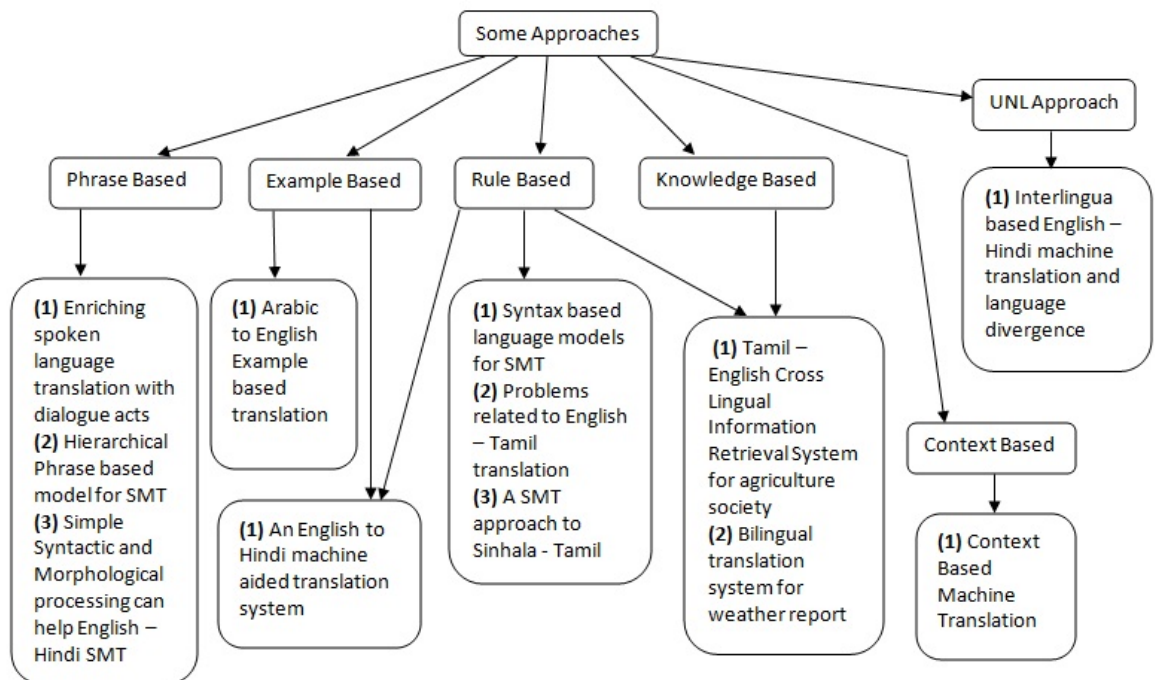 Some Approaches
UNL Approach
Phrase Based
Example Based
Rule Based
Knowledge Based
(1) Interlingua
based English –
Hindi machine
translation and
language
divergence
(1) Enriching
spoken
language
translation with
dialogue acts
(2) Hierarchical
Phrase based
model for SMT
(3) Simple
Syntactic and
Morphological
processing can
help English –
Hindi SMT
(1) Arabic
to English
Example
based
translation
(1) An English to
Hindi machine
aided translation
system
(1) Syntax based
language models
for SMT
(2) Problems
related to English
– Tamil
translation
(3) A SMT
approach to
Sinhala - Tamil
(1) Tamil –
English Cross
Lingual
Information
Retrieval System
for agriculture
society
(2) Bilingual
translation
system for
weather report
Context Based
(1) Context
Based
Machine
Translation